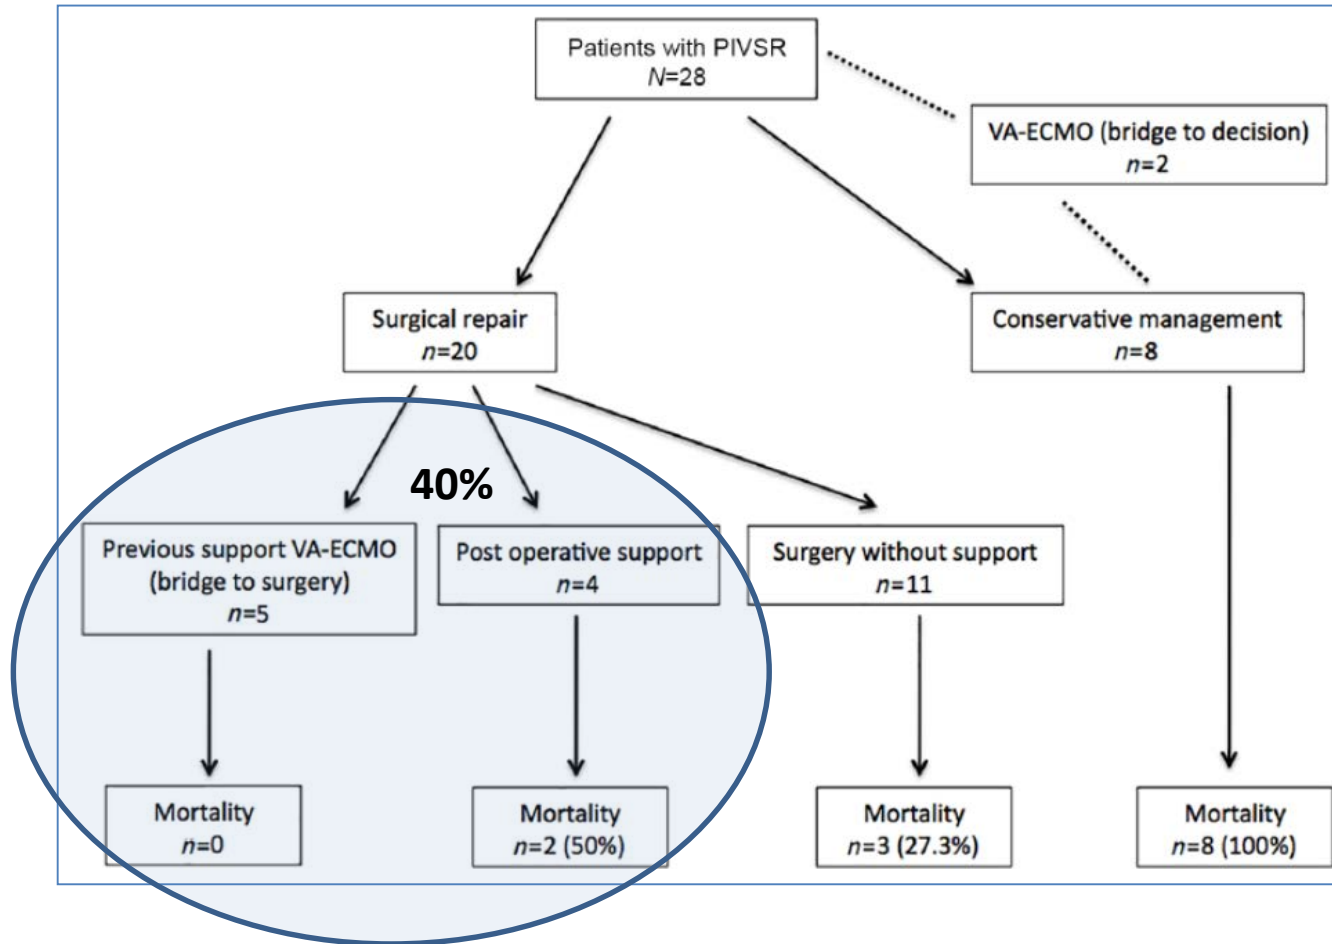 Patients with PIVSR
N=28
VA-ECMO (bridge to decision)
n=2
Surgical repair
n=20
Conservative management
n=8
40%
Previous support VA-ECMO
(bridge to surgery)
n=5
Post operative support
n=4
Surgery without support
n=11
Mortality
n=0
Mortality
n=2 (50%)
Mortality
n=3 (27.3%)
Mortality
n=8 (100%)